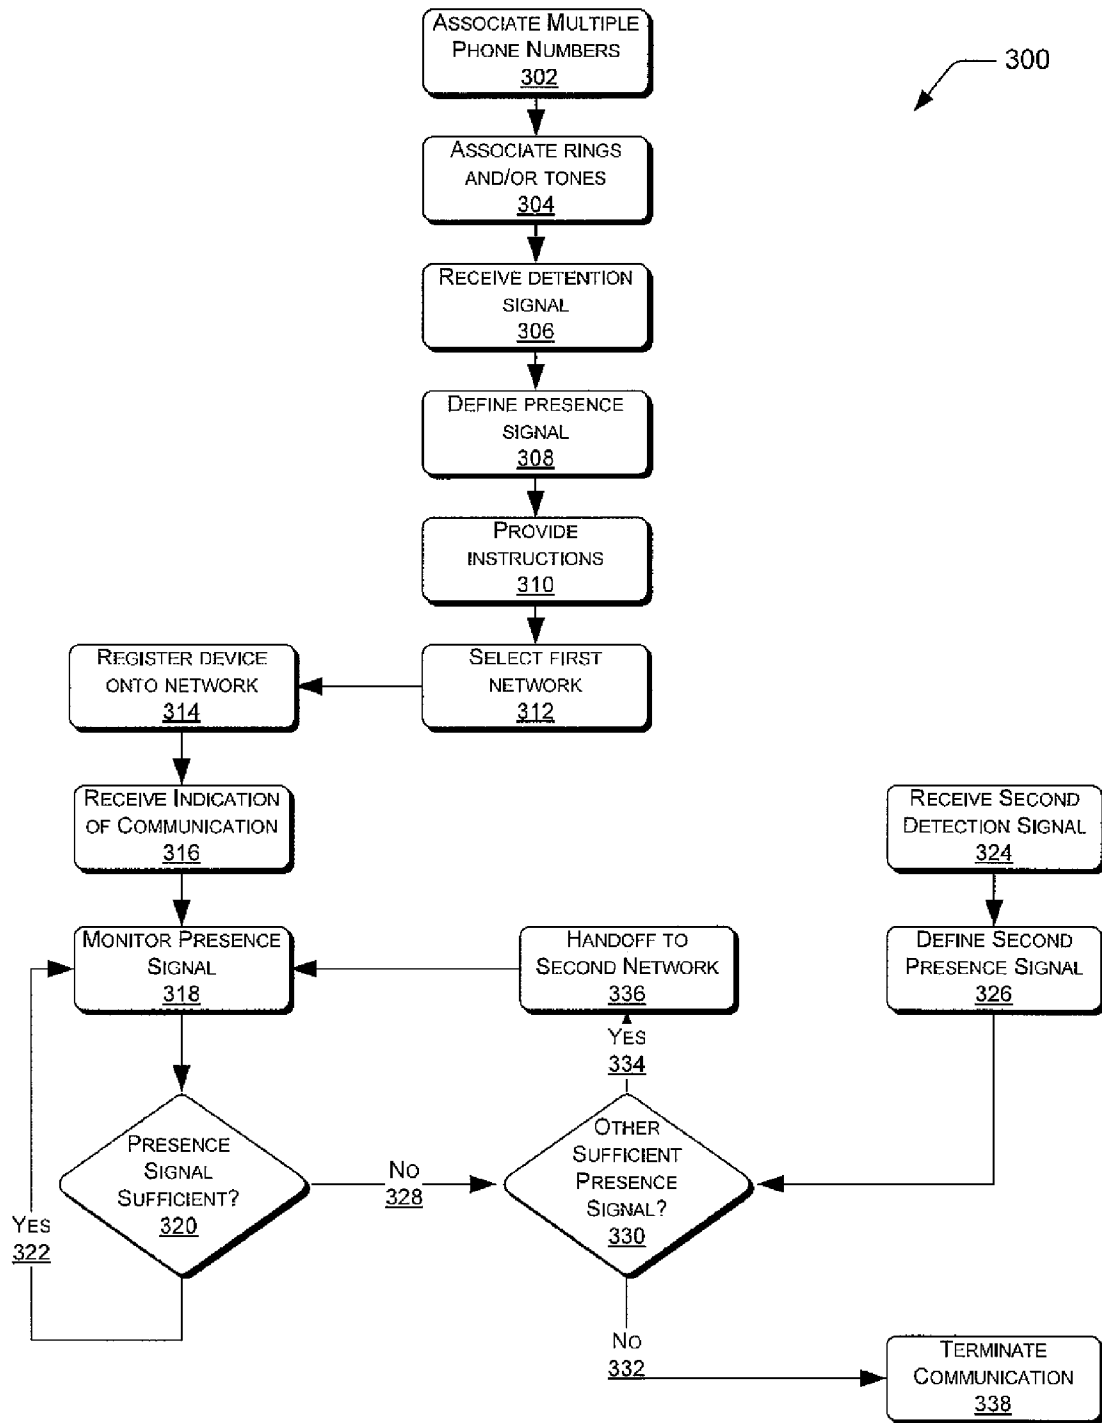 ASSOCIATE MULTIPLE
PHONE NUMBERS
302
300
ASSOCIATE RINGS
AND/OR TONES
304
RECEIVE DETENTION
SIGNAL
306
DEFINE PRESENCE
SIGNAL
308
PROVIDE
INSTRUCTIONS
310
SELECT FIRST
NETWORK
312
REGISTER DEVICE
ONTO NETWORK
314
RECEIVE INDICATION
OF COMMUNICATION
316
RECEIVE SECOND
DETECTION SIGNAL
324
MONITOR PRESENCE
SIGNAL
318
HANDOFF TO
SECOND NETWORK
336
DEFINE SECOND
PRESENCE SIGNAL
326
YES
334
PRESENCE
SIGNAL
SUFFICIENT?
320
NO
328
OTHER
SUFFICIENT
PRESENCE
SIGNAL?
330
YES
322
NO
332
TERMINATE
COMMUNICATION
338